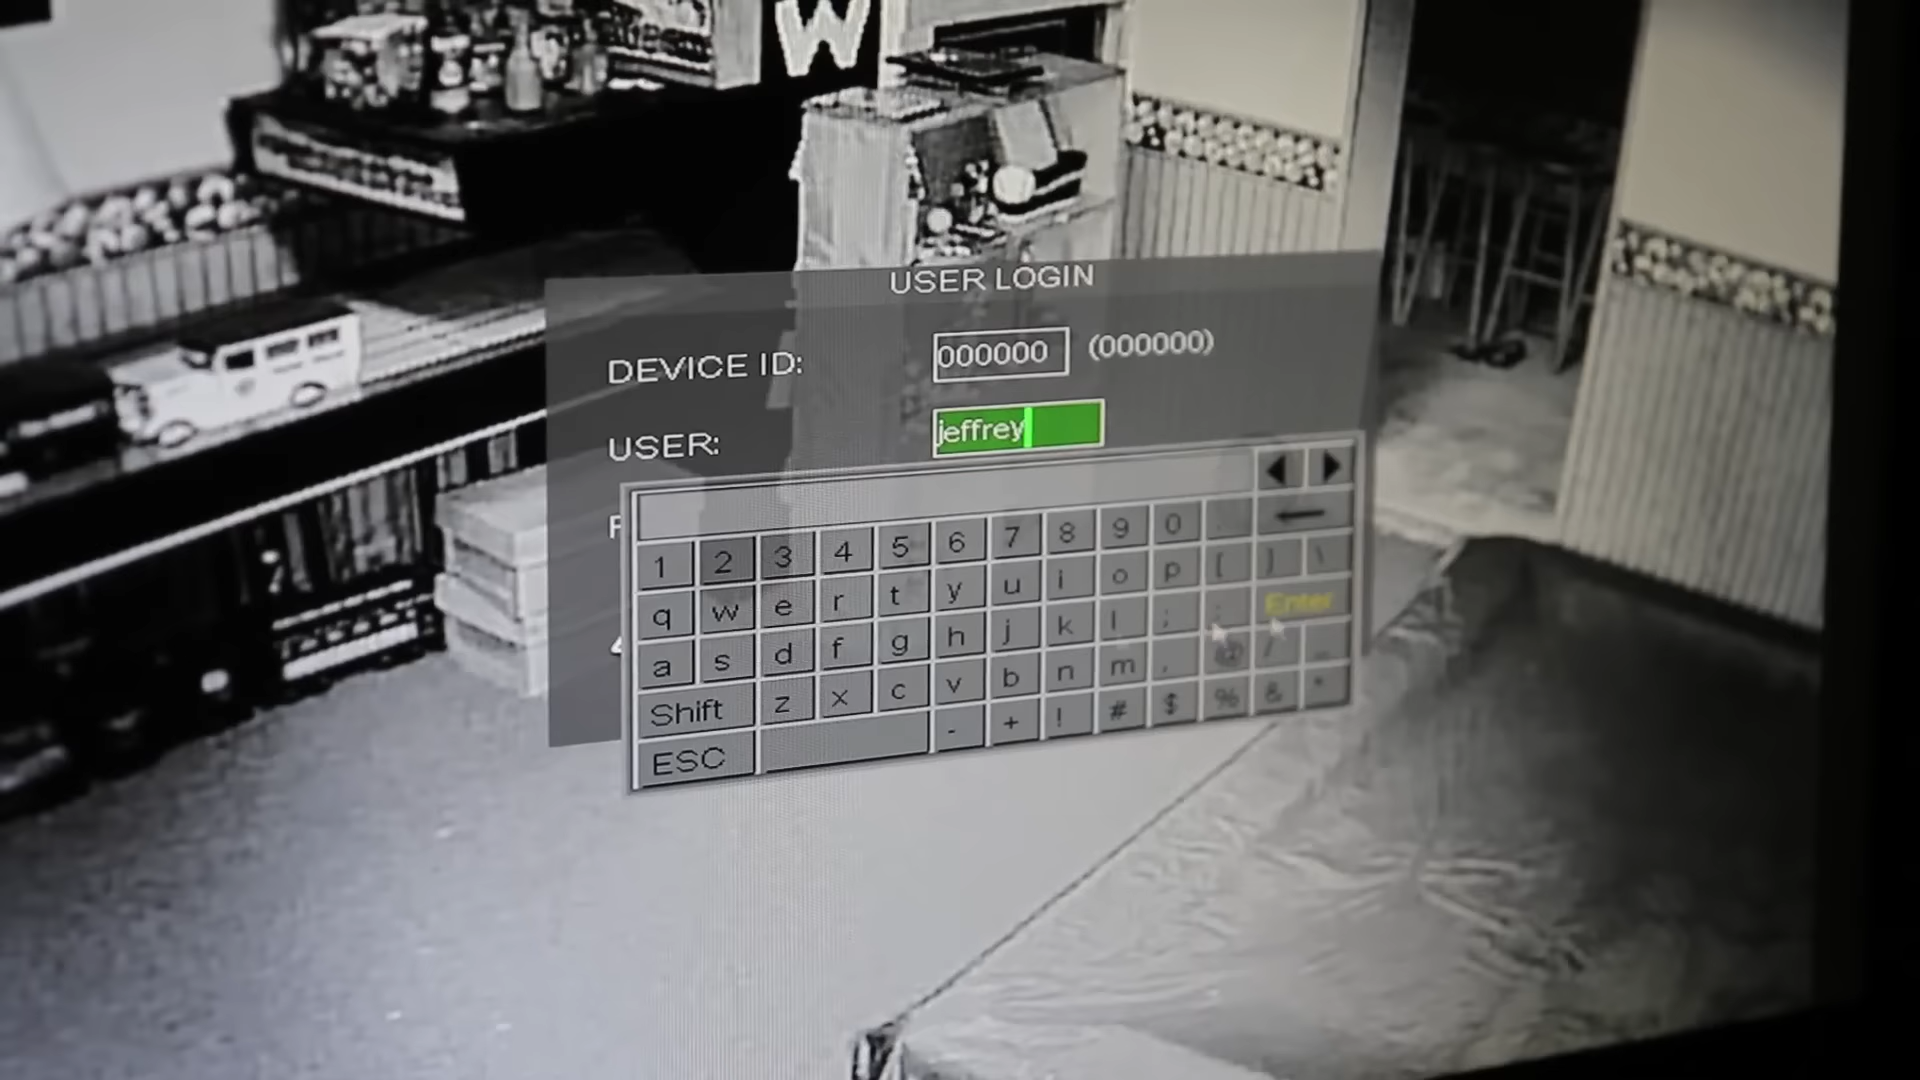 W
USER LOGIN
DEVICE ID: 000000 (000000)
USER: jeffrey
1 2 3 4 5 6 7 8 9 0
q w e r t y u i o p [ ] \
a s d f g h j k l ; Enter
Shift z x c v b n m , @ / _
ESC - + ! # $ % & *